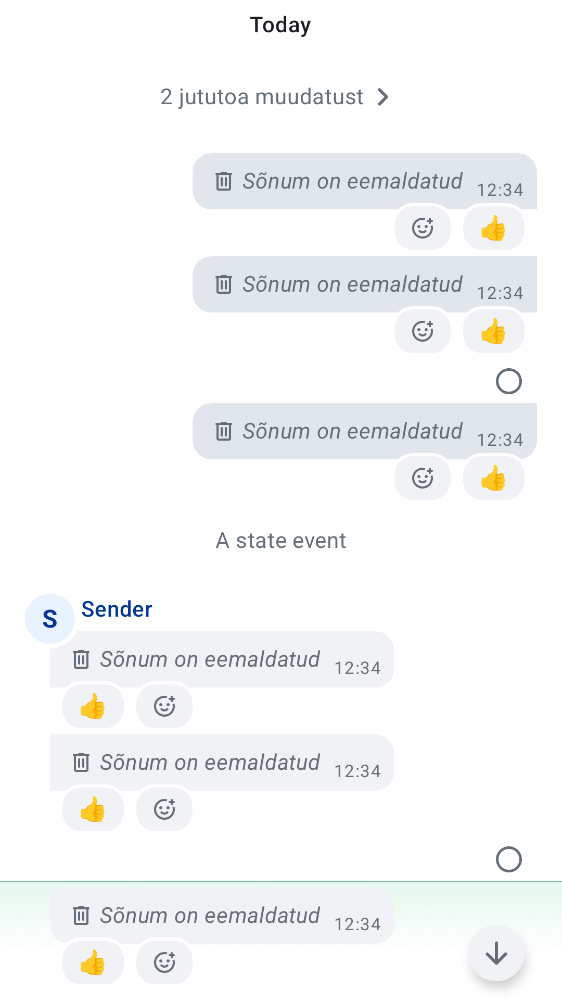 Today
2 jututoa muudatust
Sõnum on eemaldatud 12:34
👍
Sõnum on eemaldatud 12:34
👍
Sõnum on eemaldatud 12:34
👍
A state event
S Sender
Sõnum on eemaldatud 12:34
👍
Sõnum on eemaldatud 12:34
👍
Sõnum on eemaldatud 12:34
👍